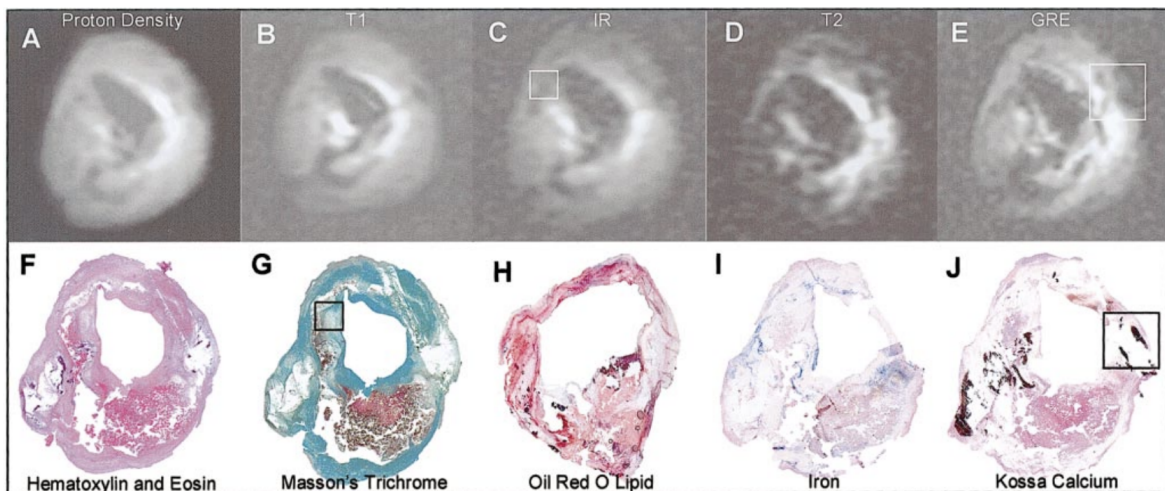 A Proton Density
B T1
C IR
D T2
E GRE
F
G
H
I
J
Hematoxylin and Eosin
Masson's Trichrome
Oil Red O Lipid
Iron
Kossa Calcium